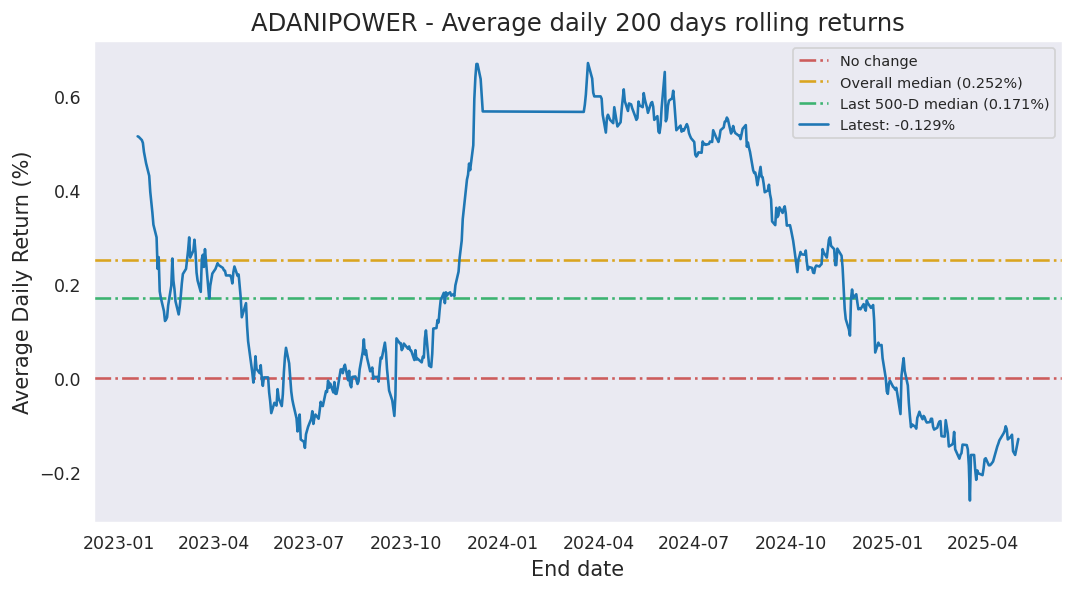 ADANIPOWER - Average daily 200 days rolling returns
No change
Overall median (0.252%)
Last 500-D median (0.171%)
Latest: -0.129%
Average Daily Return (%)
0.6
0.4
0.2
0.0
−0.2
2023-01 2023-04 2023-07 2023-10 2024-01 2024-04 2024-07 2024-10 2025-01 2025-04
End date